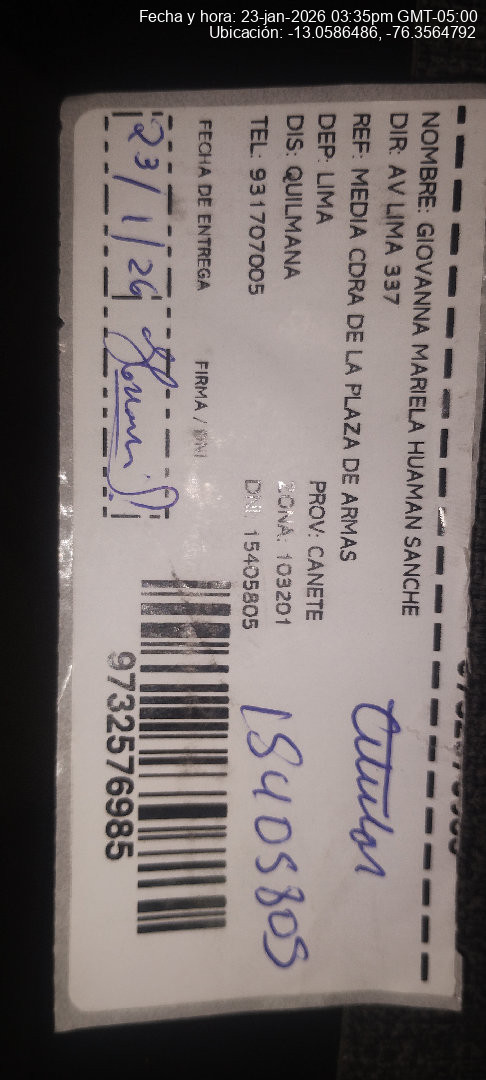 Fecha y hora: 23-jan-2026 03:35pm GMT-05:00
Ubicación: -13.0586486, -76.3564792
NOMBRE: GIOVANNA MARIELA HUAMAN SANCHE
DIR: AV LIMA 337
REF: MEDIA CDRA DE LA PLAZA DE ARMAS
DEP: LIMA PROV: CANETE
DIS: QUILMANA ZONA: 103201
TEL: 931707005 DNI: 15405805
Titular
15405805
FECHA DE ENTREGA FIRMA / DNI
23/1/26
9732576985